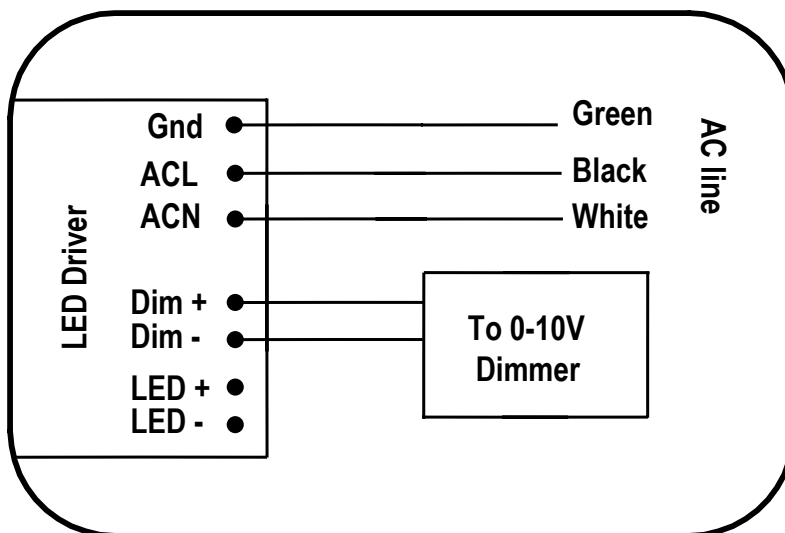 Gnd
Green
ACL
Black
ACN
White
AC line
LED Driver
Dim +
Dim -
To 0-10V
Dimmer
LED +
LED -